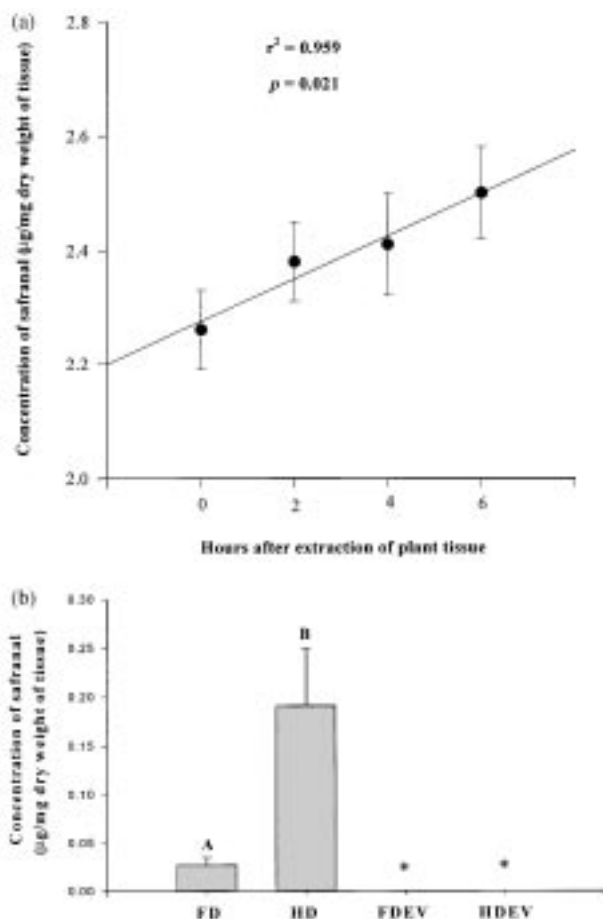 (a)
2.8
2.6
2.4
2.2
2.0
Concentration of safranal (µg/mg dry weight of tissue)
r² = 0.959
p = 0.021
0 2 4 6
Hours after extraction of plant tissue
(b)
0.30
0.25
0.20
0.15
0.10
0.05
0.00
Concentration of safranal
(µg/mg dry weight of tissue)
A
B
* *
FD HD FDEV HDEV